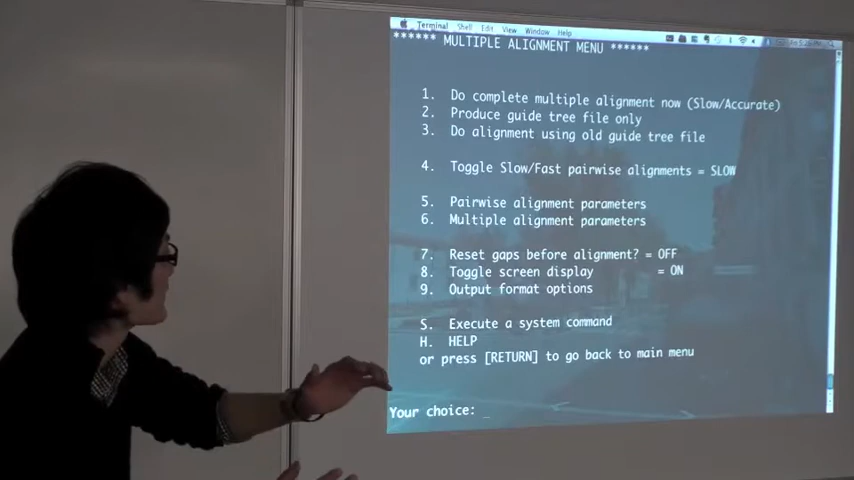 Terminal Shell Edit View Window Help
****** MULTIPLE ALIGNMENT MENU ******
1. Do complete multiple alignment now (Slow/Accurate)
2. Produce guide tree file only
3. Do alignment using old guide tree file
4. Toggle Slow/Fast pairwise alignments = SLOW
5. Pairwise alignment parameters
6. Multiple alignment parameters
7. Reset gaps before alignment? = OFF
8. Toggle screen display = ON
9. Output format options
S. Execute a system command
H. HELP
or press [RETURN] to go back to main menu
Your choice: _